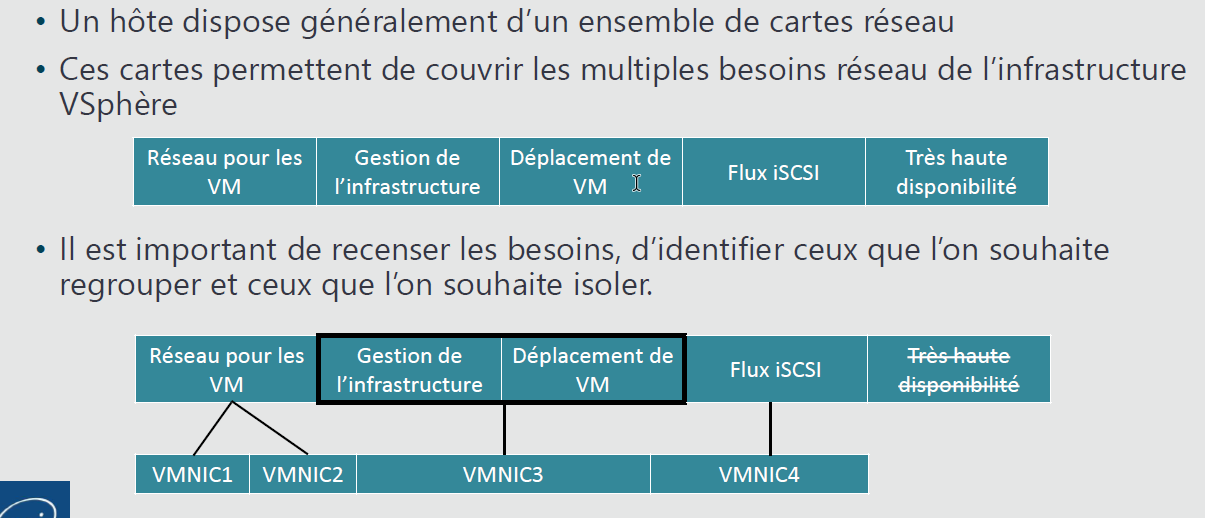 • Un hôte dispose généralement d’un ensemble de cartes réseau
• Ces cartes permettent de couvrir les multiples besoins réseau de l’infrastructure
VSphère
Réseau pour les
VM
Gestion de
l’infrastructure
Déplacement de
VM
Flux iSCSI
Très haute
disponibilité
• Il est important de recenser les besoins, d’identifier ceux que l’on souhaite
regrouper et ceux que l’on souhaite isoler.
Réseau pour les
VM
Gestion de
l’infrastructure
Déplacement de
VM
Flux iSCSI
Très haute
disponibilité
VMNIC1
VMNIC2
VMNIC3
VMNIC4